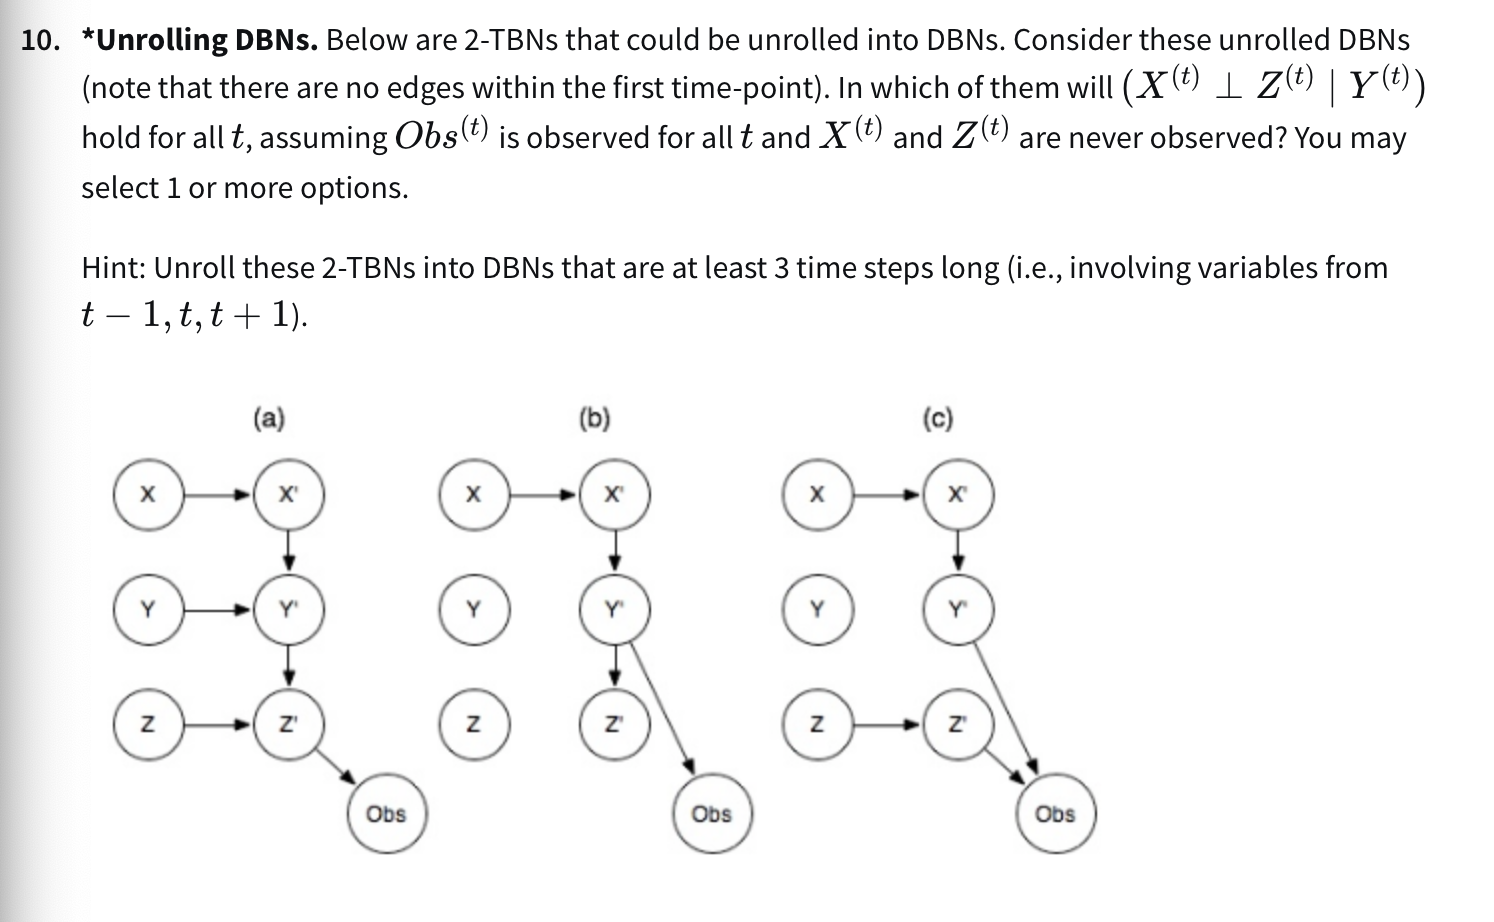 10. *Unrolling DBNs. Below are 2-TBNs that could be unrolled into DBNs. Consider these unrolled DBNs
(note that there are no edges within the first time-point). In which of them will (X^(t) ⊥ Z^(t) | Y^(t))
hold for all t, assuming Obs^(t) is observed for all t and X^(t) and Z^(t) are never observed? You may
select 1 or more options.
Hint: Unroll these 2-TBNs into DBNs that are at least 3 time steps long (i.e., involving variables from
t − 1, t, t + 1).
(a) (b) (c)
X X' X X' X X'
Y Y' Y Y' Y Y'
Z Z' Z Z' Z Z'
Obs Obs Obs